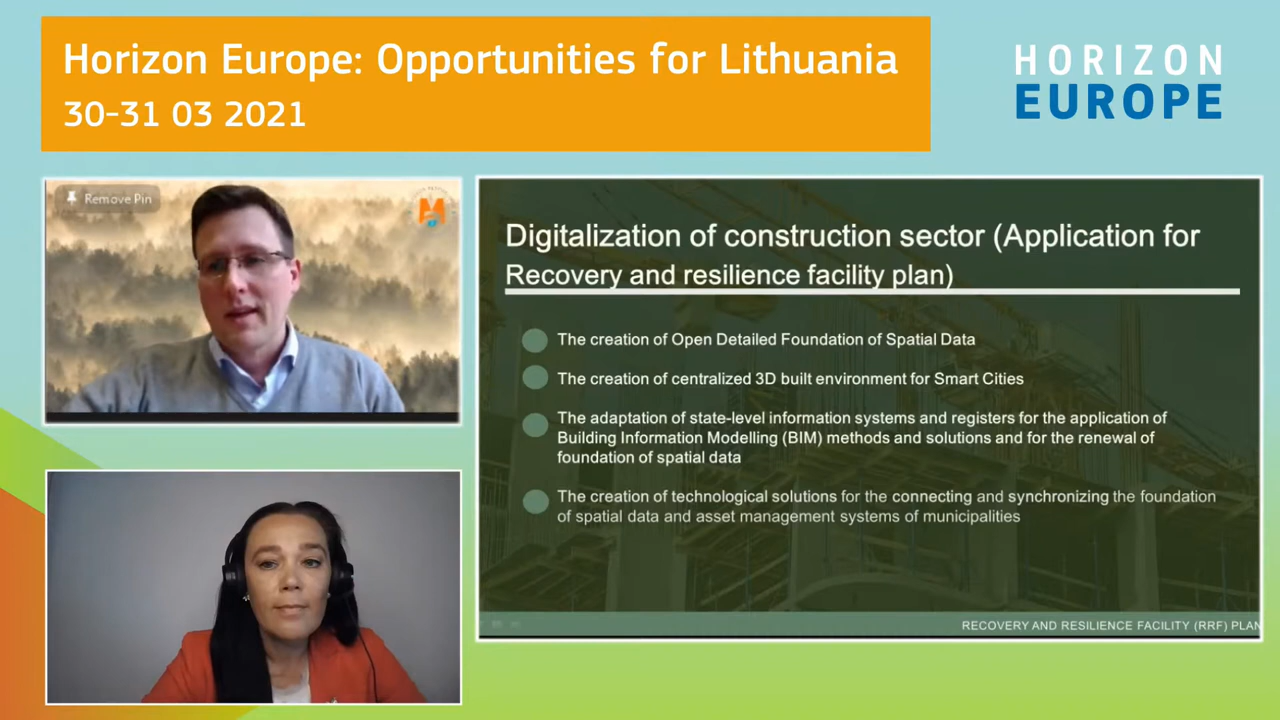 Horizon Europe: Opportunities for Lithuania
30-31 03 2021
HORIZON
EUROPE
Remove Pin
Digitalization of construction sector (Application for
Recovery and resilience facility plan)
The creation of Open Detailed Foundation of Spatial Data
The creation of centralized 3D built environment for Smart Cities
The adaptation of state-level information systems and registers for the application of
Building Information Modelling (BIM) methods and solutions and for the renewal of
foundation of spatial data
The creation of technological solutions for the connecting and synchronizing the foundation
of spatial data and asset management systems of municipalities
RECOVERY AND RESILIENCE FACILITY (RRF) PLAN